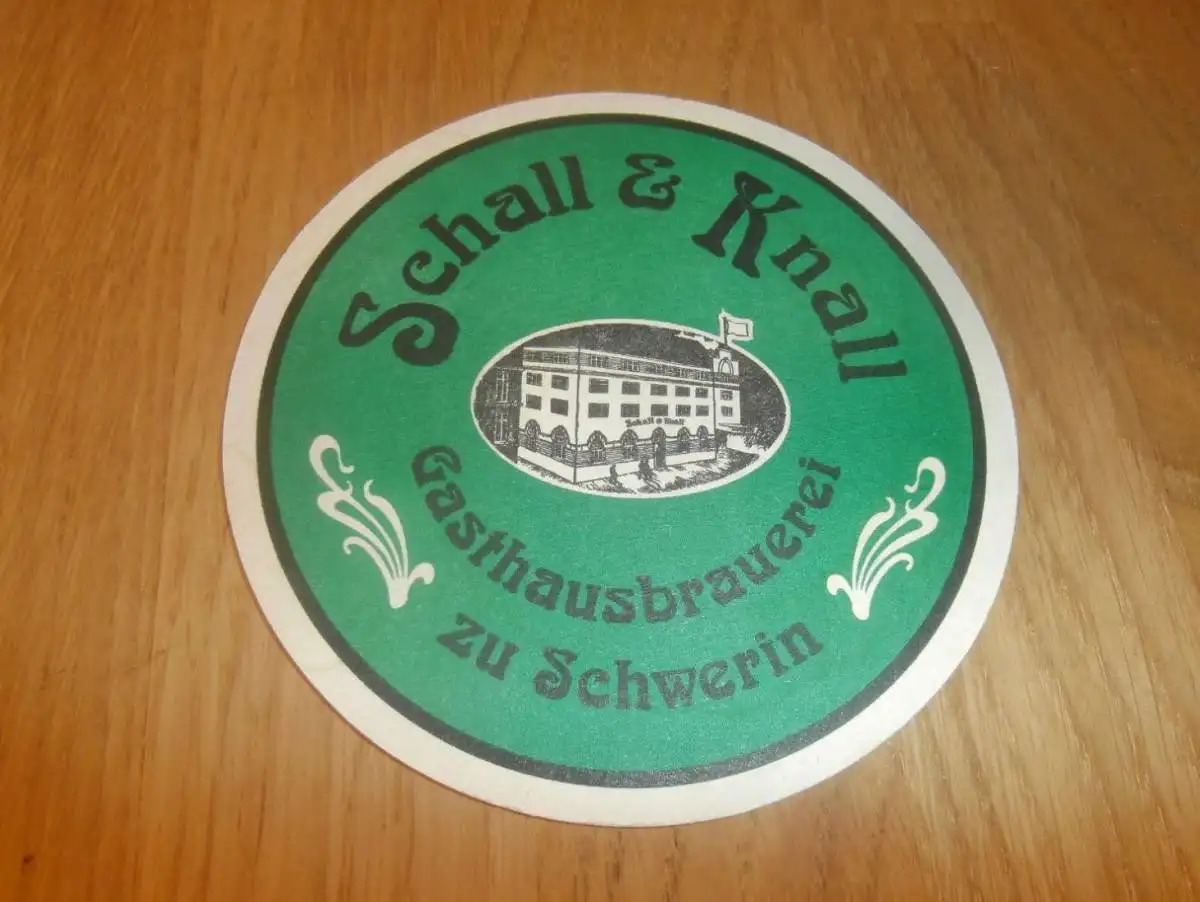 Schall & Knall
Schall & Knall
Gasthausbrauerei
zu Schwerin